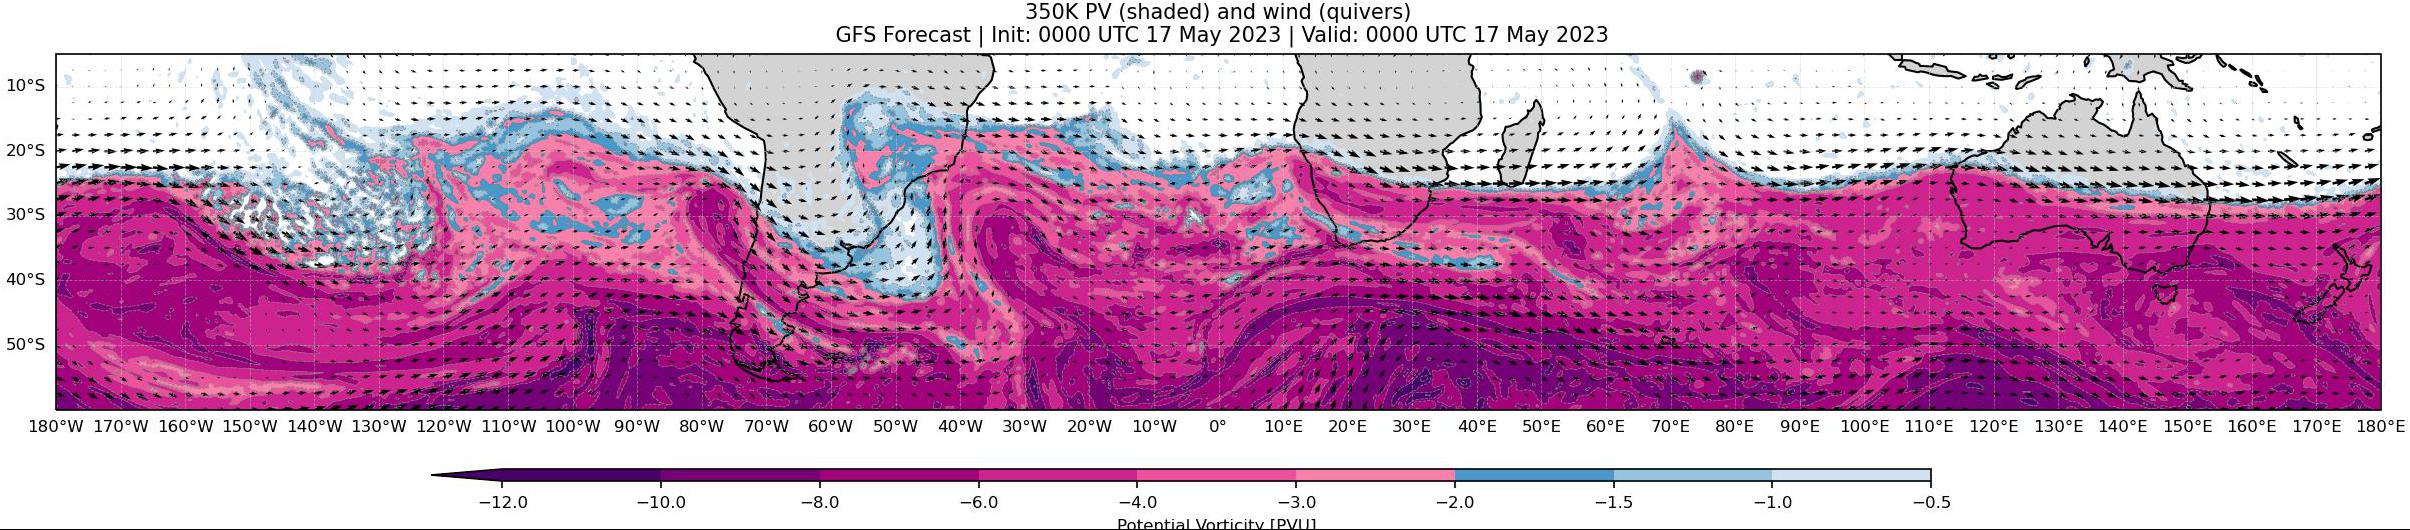 350K PV (shaded) and wind (quivers)
GFS Forecast | Init: 0000 UTC 17 May 2023 | Valid: 0000 UTC 17 May 2023
10°S
20°S
30°S
40°S
50°S
180°W 170°W 160°W 150°W 140°W 130°W 120°W 110°W 100°W 90°W 80°W 70°W 60°W 50°W 40°W 30°W 20°W 10°W 0° 10°E 20°E 30°E 40°E 50°E 60°E 70°E 80°E 90°E 100°E 110°E 120°E 130°E 140°E 150°E 160°E 170°E 180°E
−12.0 −10.0 −8.0 −6.0 −4.0 −3.0 −2.0 −1.5 −1.0 −0.5
Potential Vorticity [PVU]